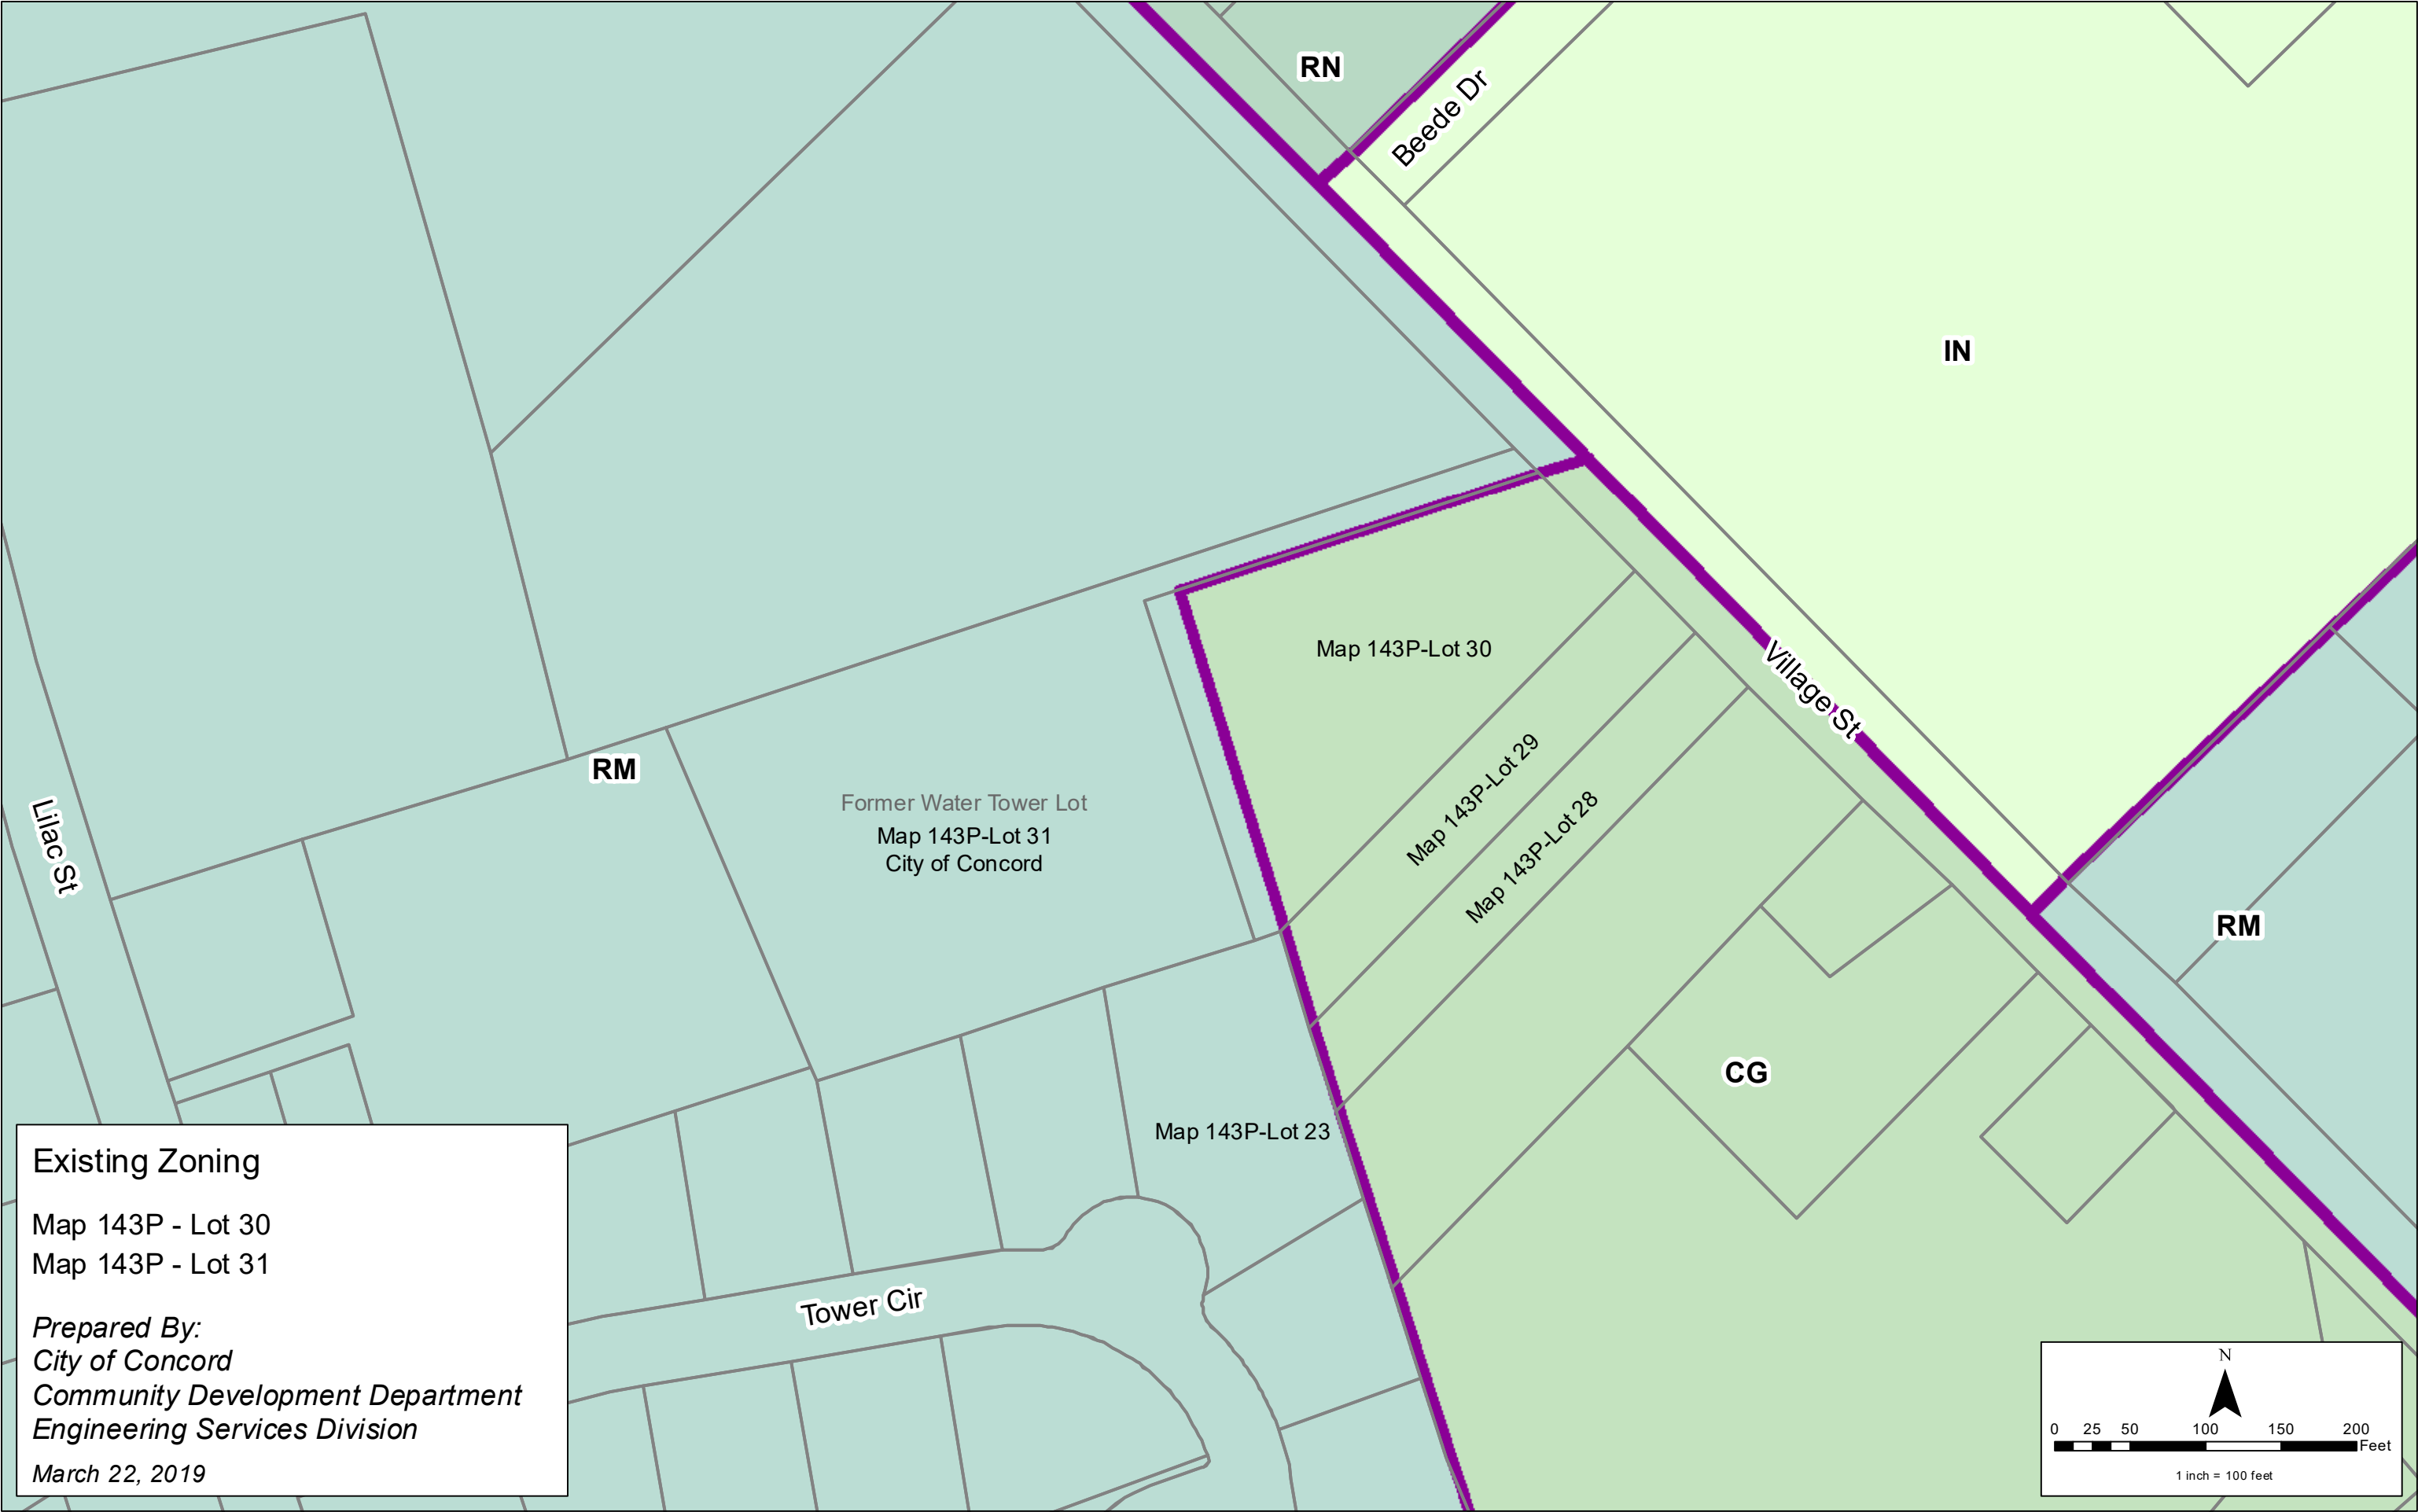 RN
Beede Dr
IN
Map 143P-Lot 30
Village St
Map 143P-Lot 29
Map 143P-Lot 28
RM
Former Water Tower Lot
Map 143P-Lot 31
City of Concord
Lilac St
RM
CG
Map 143P-Lot 23
Tower Cir
Existing Zoning
Map 143P - Lot 30
Map 143P - Lot 31
Prepared By:
City of Concord
Community Development Department
Engineering Services Division
March 22, 2019
N
0 25 50 100 150 200
Feet
1 inch = 100 feet